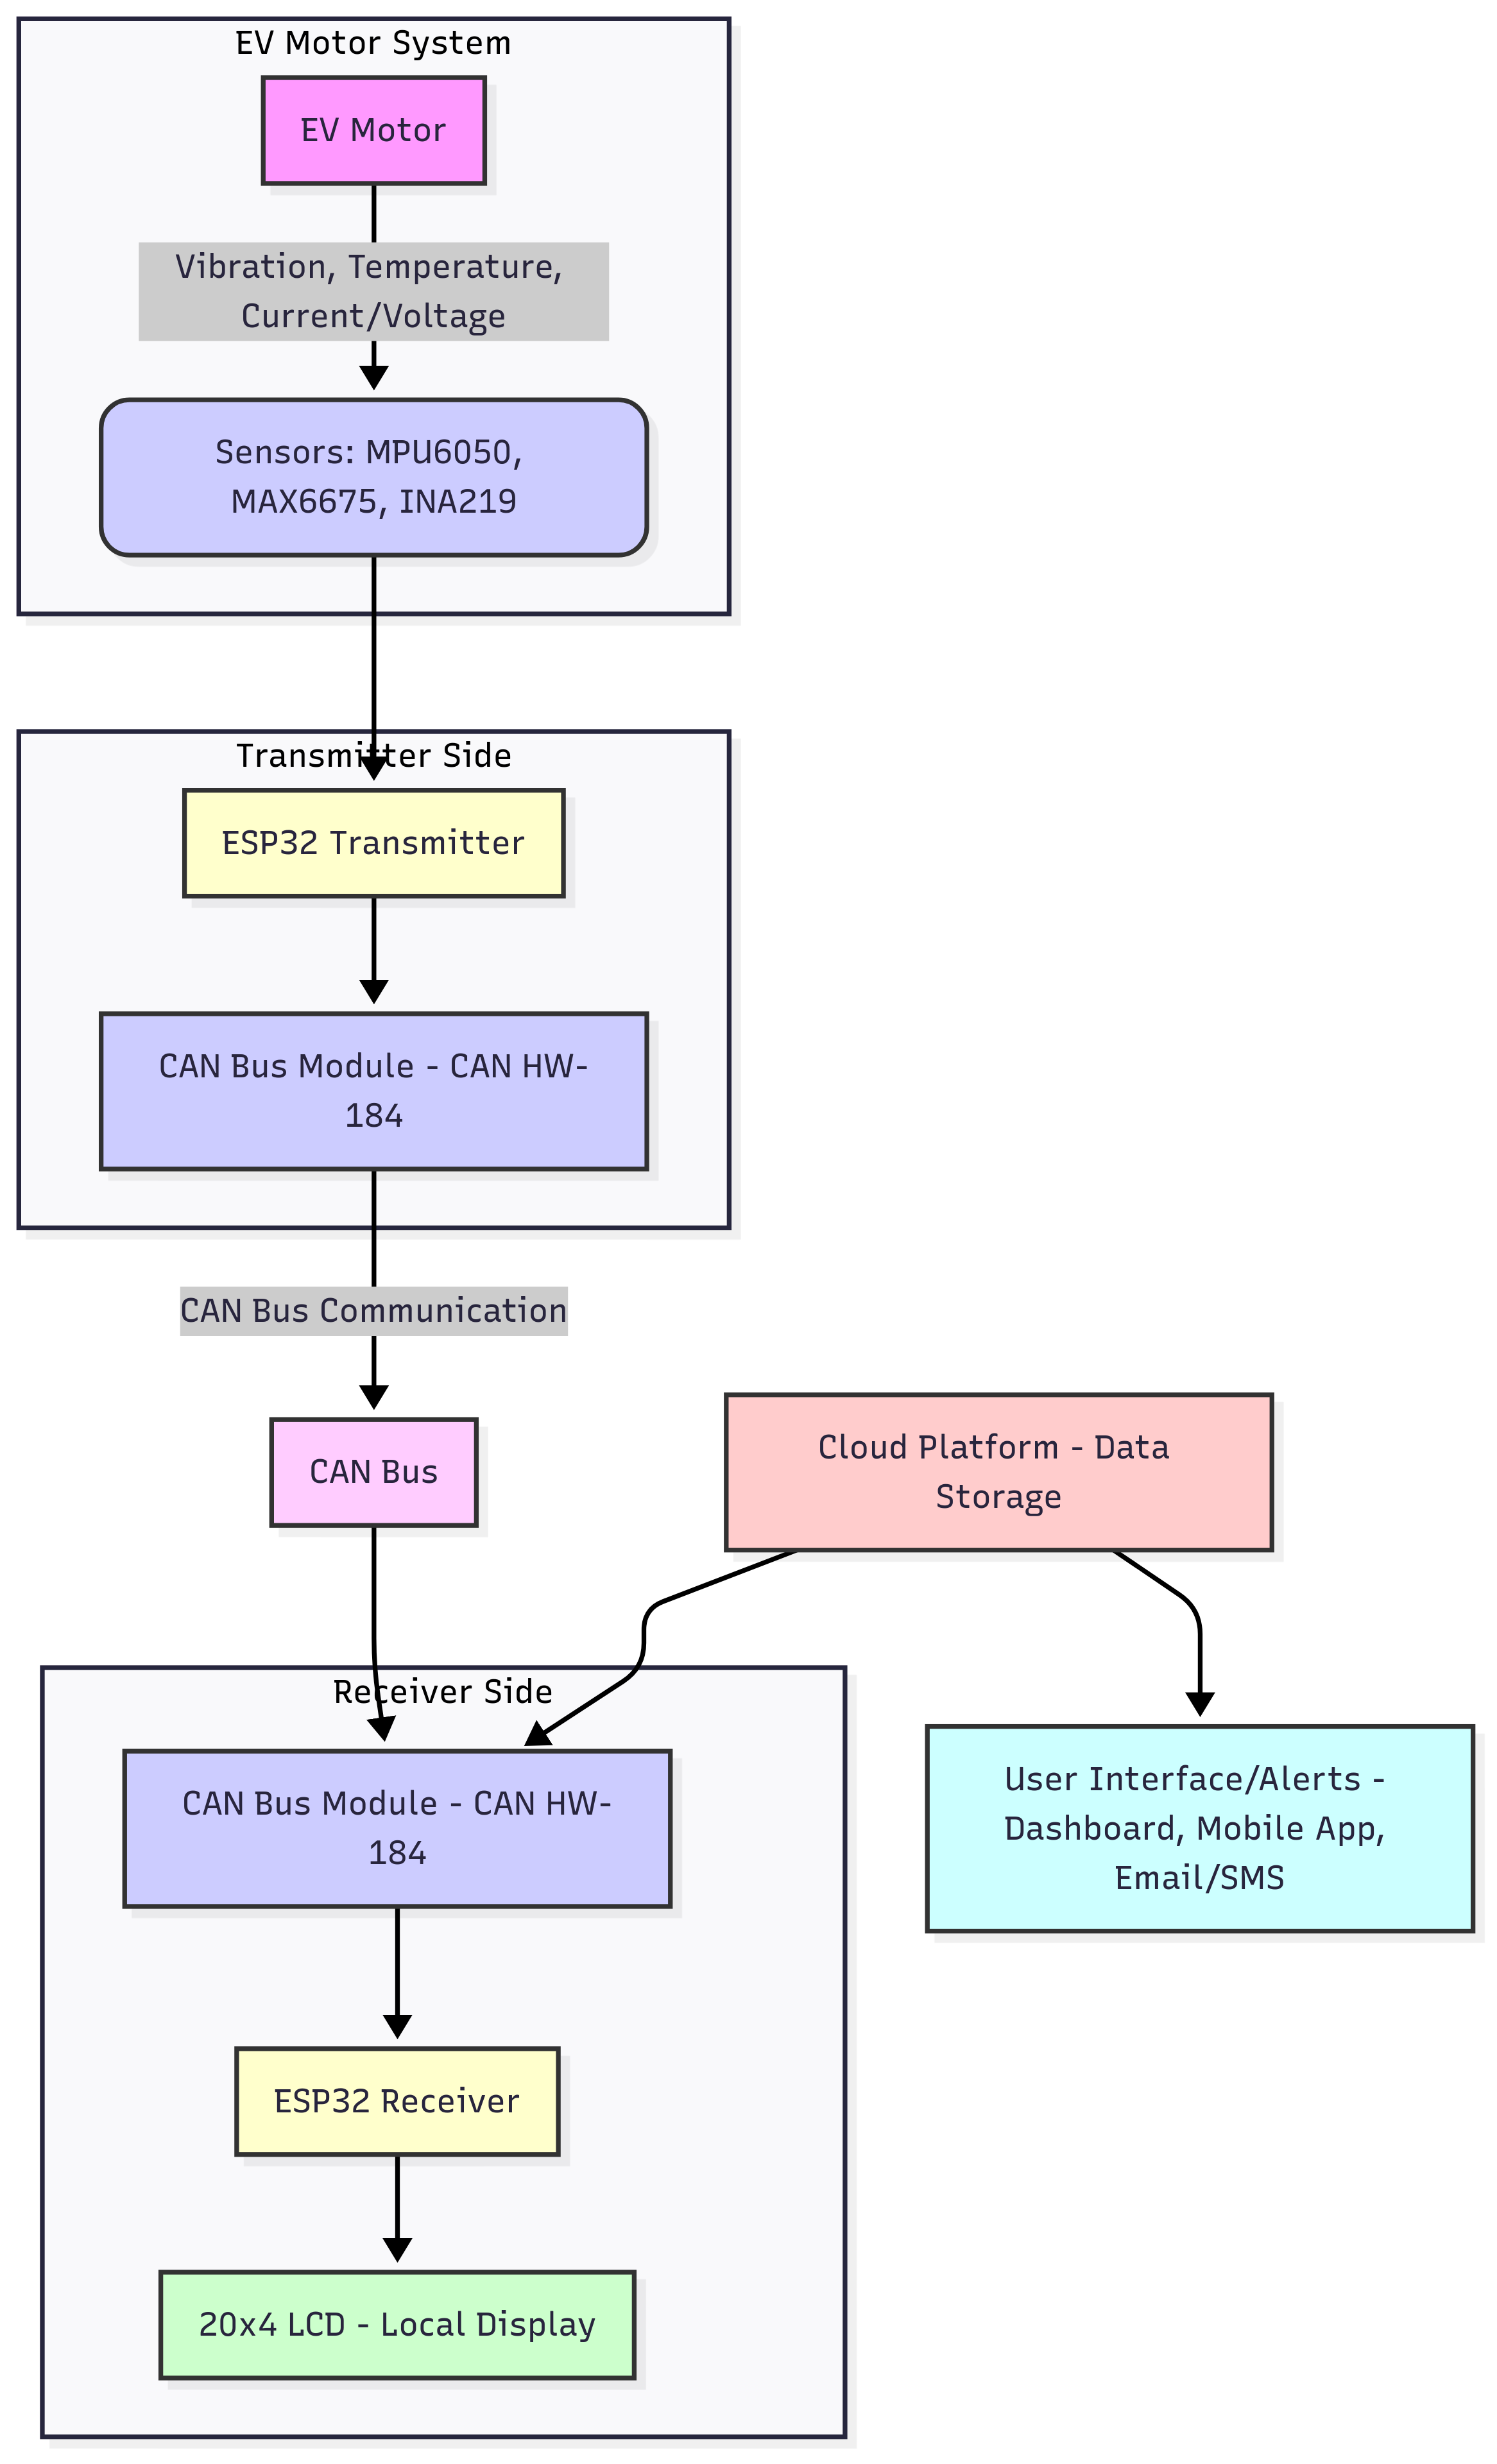 EV Motor System
EV Motor
Vibration, Temperature,
Current/Voltage
Sensors: MPU6050,
MAX6675, INA219
Transmitter Side
ESP32 Transmitter
CAN Bus Module - CAN HW-
184
CAN Bus Communication
CAN Bus
Cloud Platform - Data
Storage
Receiver Side
CAN Bus Module - CAN HW-
184
User Interface/Alerts -
Dashboard, Mobile App,
Email/SMS
ESP32 Receiver
20x4 LCD - Local Display